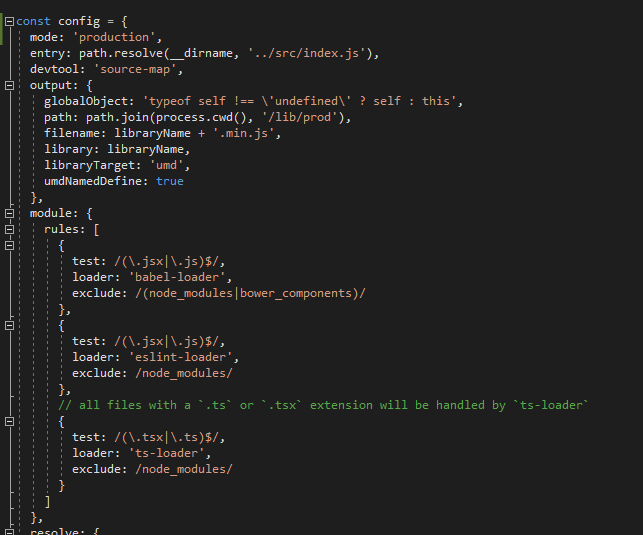 const config = {
  mode: 'production',
  entry: path.resolve(__dirname, '../src/index.js'),
  devtool: 'source-map',
  output: {
    globalObject: 'typeof self !== \'undefined\' ? self : this',
    path: path.join(process.cwd(), '/lib/prod'),
    filename: libraryName + '.min.js',
    library: libraryName,
    libraryTarget: 'umd',
    umdNamedDefine: true
  },
  module: {
    rules: [
      {
        test: /(\.jsx|\.js)$/,
        loader: 'babel-loader',
        exclude: /(node_modules|bower_components)/
      },
      {
        test: /(\.jsx|\.js)$/,
        loader: 'eslint-loader',
        exclude: /node_modules/
      },
      // all files with a `.ts` or `.tsx` extension will be handled by `ts-loader`
      {
        test: /(\.tsx|\.ts)$/,
        loader: 'ts-loader',
        exclude: /node_modules/
      }
    ]
  },
  resolve: {